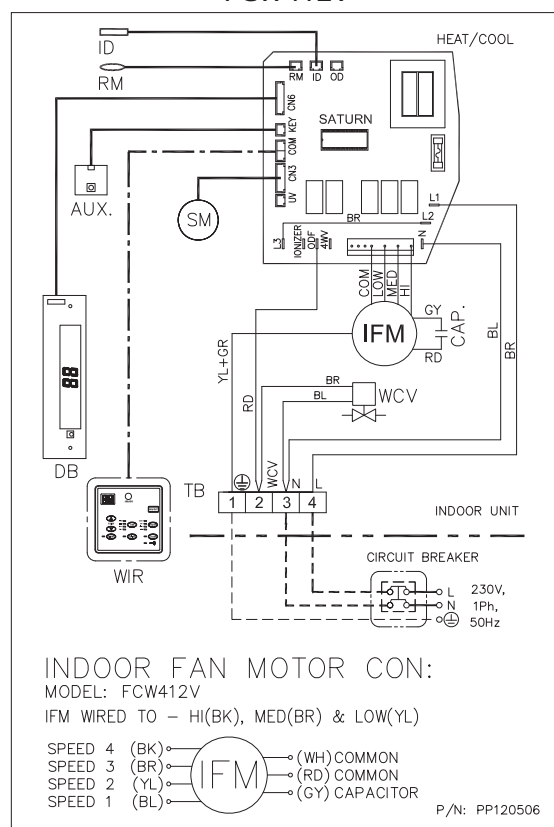 ID
HEAT/COOL
RM
RM ID OD
CN6
KEY
COM
CN3
UV
SATURN
AUX.
SM
L1
BR
L2
L3
IONIZER
ODF
4WV
N
COM
LOW
MED
HI
IFM
GY
RD
CAP.
BL
BR
YL+GR
RD
BR
BL
WCV
88
DB
WCV
N
L
TB
1 2 3 4
INDOOR UNIT
WIR
CIRCUIT BREAKER
L
N
230V,
1Ph,
50Hz
INDOOR FAN MOTOR CON:
MODEL: FCW412V
IFM WIRED TO – HI(BK), MED(BR) & LOW(YL)
SPEED 4 (BK)
SPEED 3 (BR)
SPEED 2 (YL)
SPEED 1 (BL)
IFM
(WH) COMMON
(RD) COMMON
(GY) CAPACITOR
P/N: PP120506